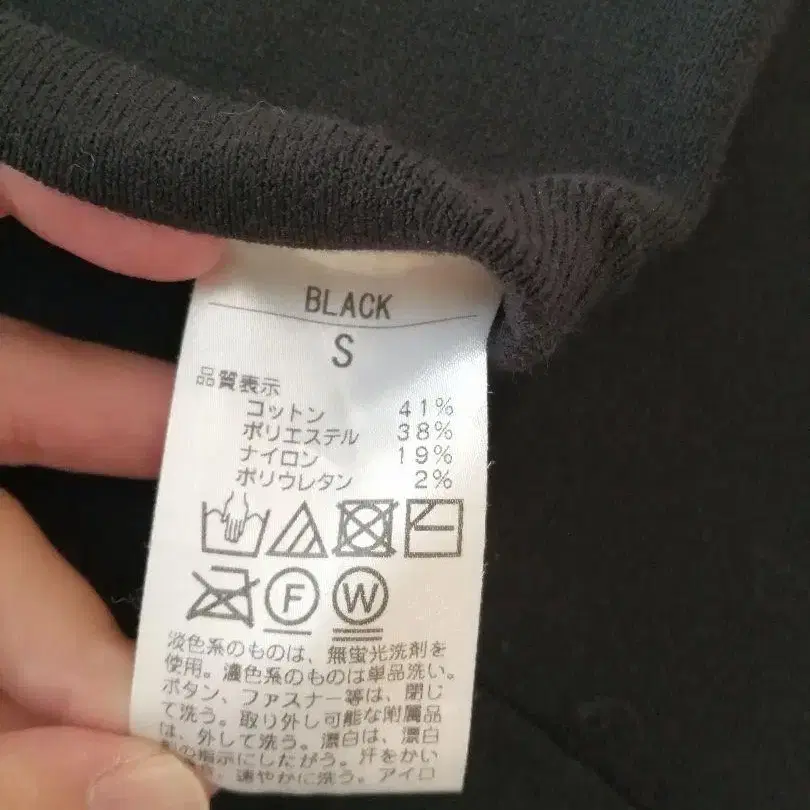 BLACK
S
品質表示
コットン 41%
ポリエステル 38%
ナイロン 19%
ポリウレタン 2%
F
W
淡色系のものは、無蛍光洗剤を
使用。濃色系のものは単品洗い。
ボタン、ファスナー等は、閉じ
て洗う。取り外し可能な附属品
は、外して洗う。漂白は、漂白
剤の指示にしたがう。汗をかい
速やかに洗う。アイロ